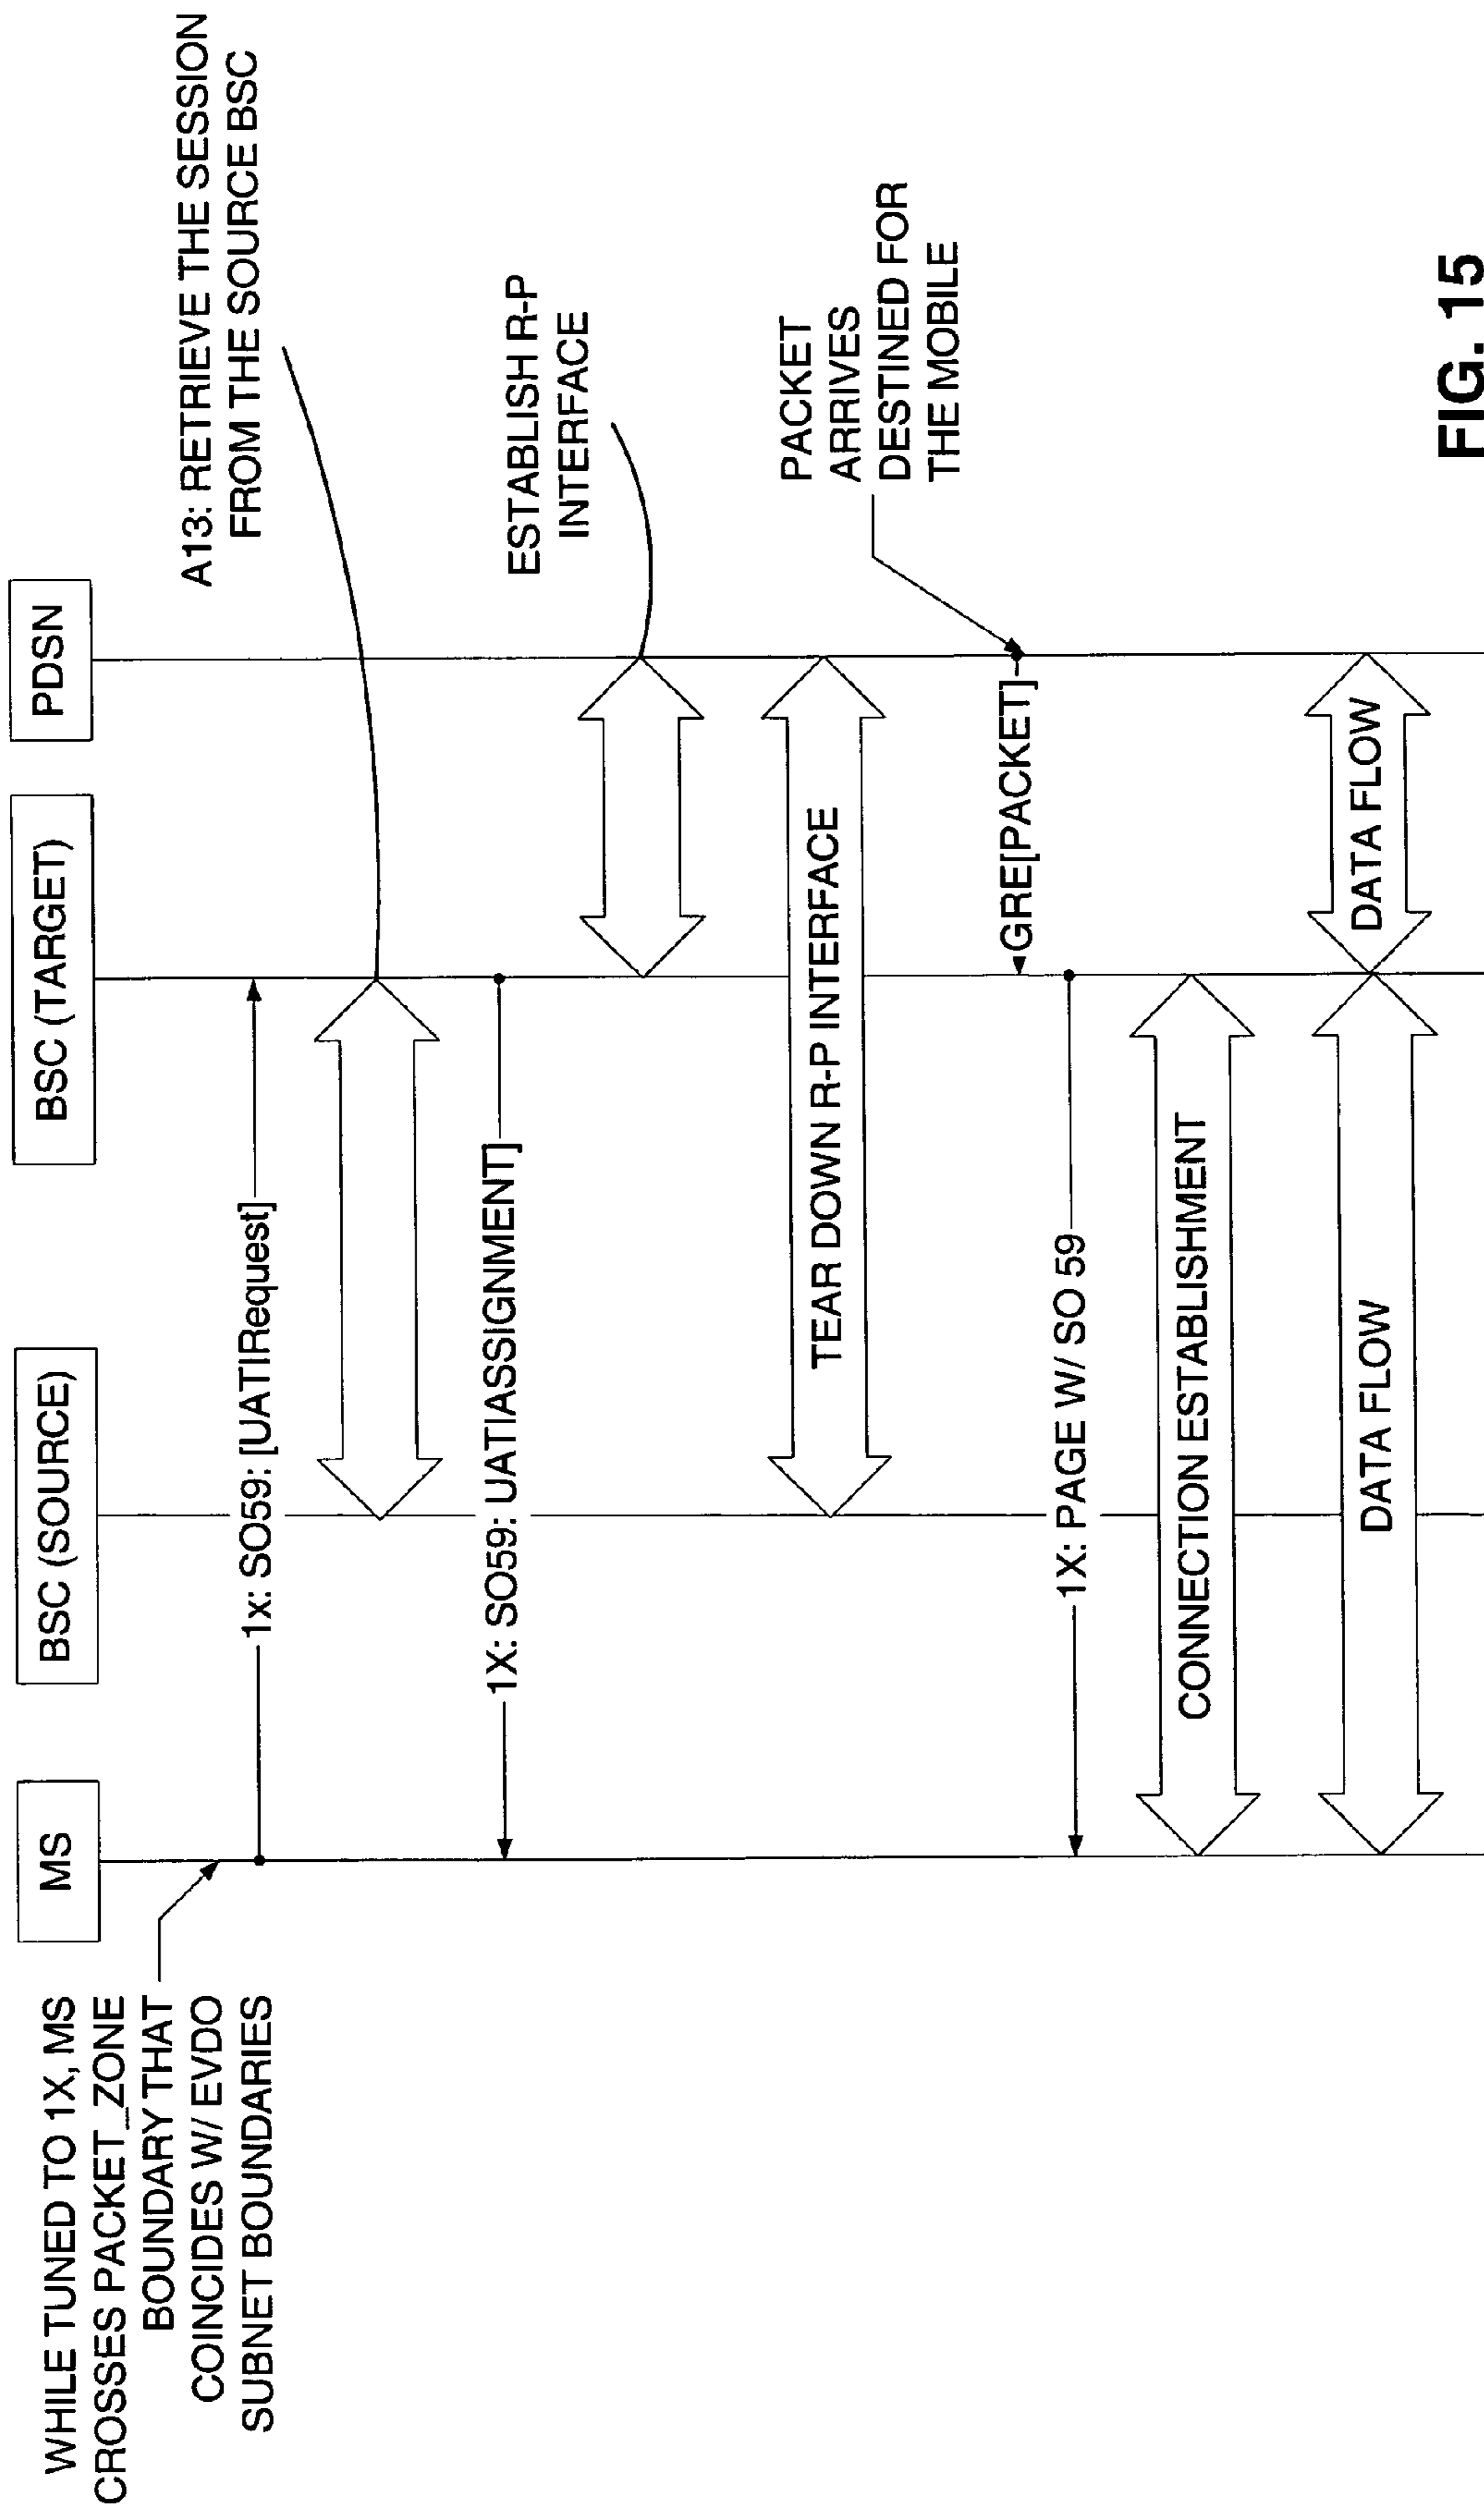 WHILE TUNED TO 1X, MS
CROSSES PACKET_ZONE
BOUNDARY THAT
COINCIDES W/ EVDO
SUBNET BOUNDARIES
MS
BSC (SOURCE)
BSC (TARGET)
PDSN
1x: SO59: [UATIRequest]
A13: RETRIEVE THE SESSION
FROM THE SOURCE BSC
1X: SO59: UATIASSIGNMENT]
ESTABLISH R-P
INTERFACE
TEAR DOWN R-P INTERFACE
PACKET
ARRIVES
DESTINED FOR
THE MOBILE
GRE[PACKET]
1X: PAGE W/ SO 59
CONNECTION ESTABLISHMENT
DATA FLOW
DATA FLOW
FIG. 15